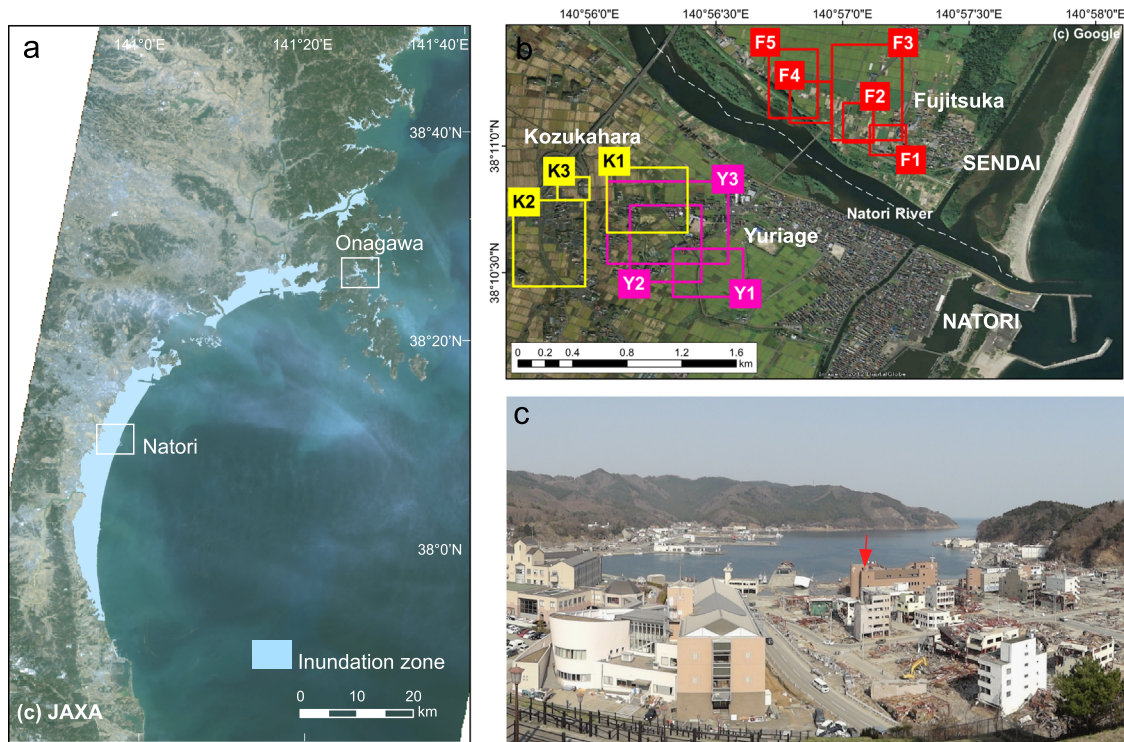 a
141°0'E
141°20'E
141°40'E
38°40'N
Onagawa
38°20'N
Natori
38°0'N
Inundation zone
0 10 20
km
(c) JAXA
b
140°56'0"E
140°56'30"E
140°57'0"E
140°57'30"E
140°58'0"E
(c) Google
38°11'0"N
38°10'30"N
F5
F3
F4
F2
Fujitsuka
F1
SENDAI
Kozukahara
K1
K3
K2
Y3
Natori River
Yuriage
Y2
Y1
NATORI
0 0.2 0.4 0.8 1.2 1.6
km
c